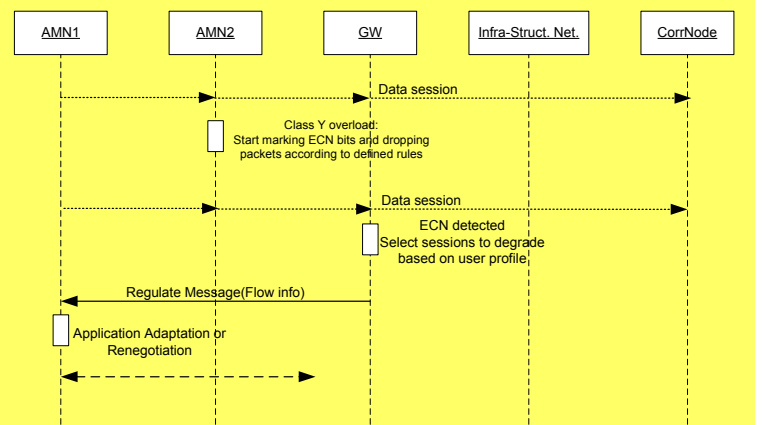 AMN1
AMN2
GW
Infra-Struct. Net.
CorrNode
Data session
Class Y overload:
Start marking ECN bits and dropping
packets according to defined rules
Data session
ECN detected
Select sessions to degrade
based on user profile
Regulate Message(Flow info)
Application Adaptation or
Renegotiation